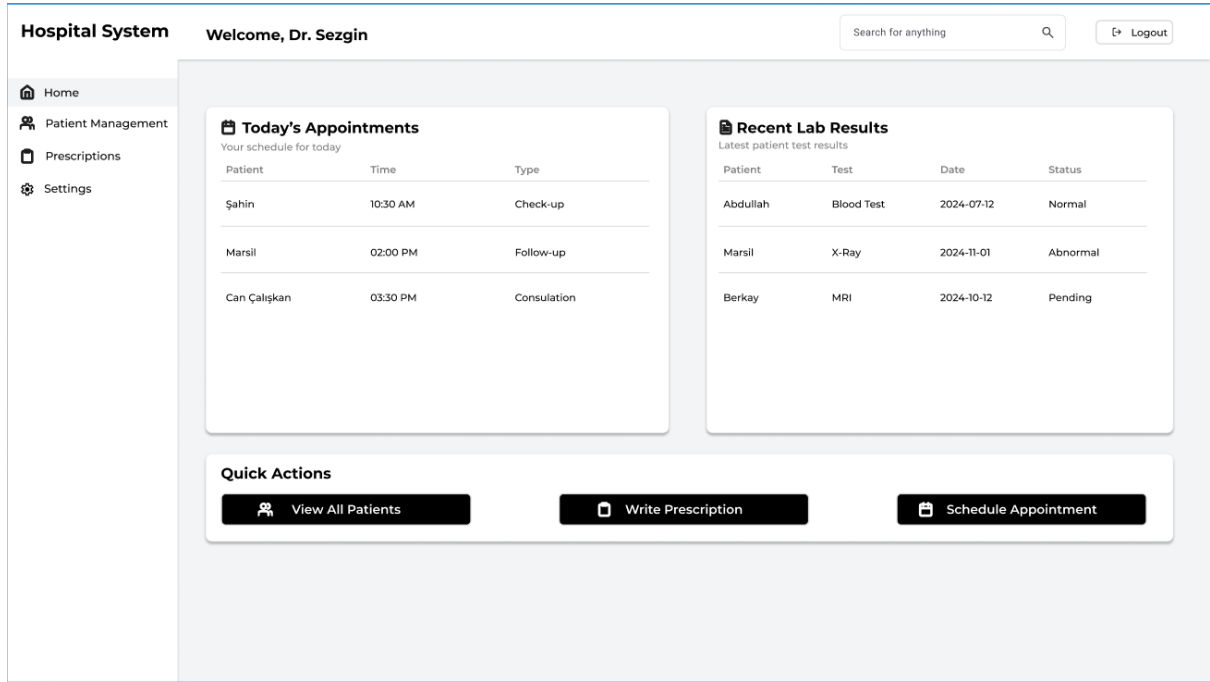 Hospital System
Welcome, Dr. Sezgin
Search for anything
Logout
Home
Patient Management
Prescriptions
Settings
Today's Appointments
Your schedule for today
Patient Time Type
Şahin 10:30 AM Check-up
Marsil 02:00 PM Follow-up
Can Çalışkan 03:30 PM Consulation
Recent Lab Results
Latest patient test results
Patient Test Date Status
Abdullah Blood Test 2024-07-12 Normal
Marsil X-Ray 2024-11-01 Abnormal
Berkay MRI 2024-10-12 Pending
Quick Actions
View All Patients
Write Prescription
Schedule Appointment